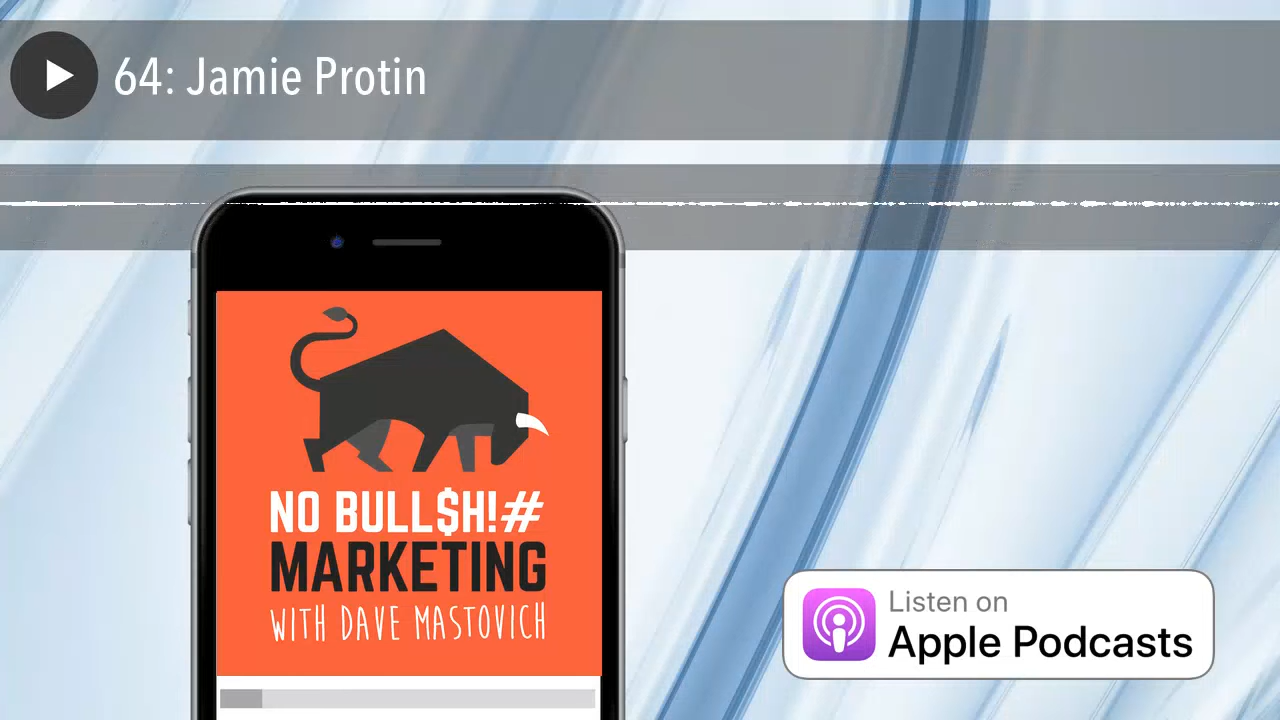 64: Jamie Protin
NO BULL$H!#
MARKETING
WITH DAVE MASTOVICH
Listen on
Apple Podcasts